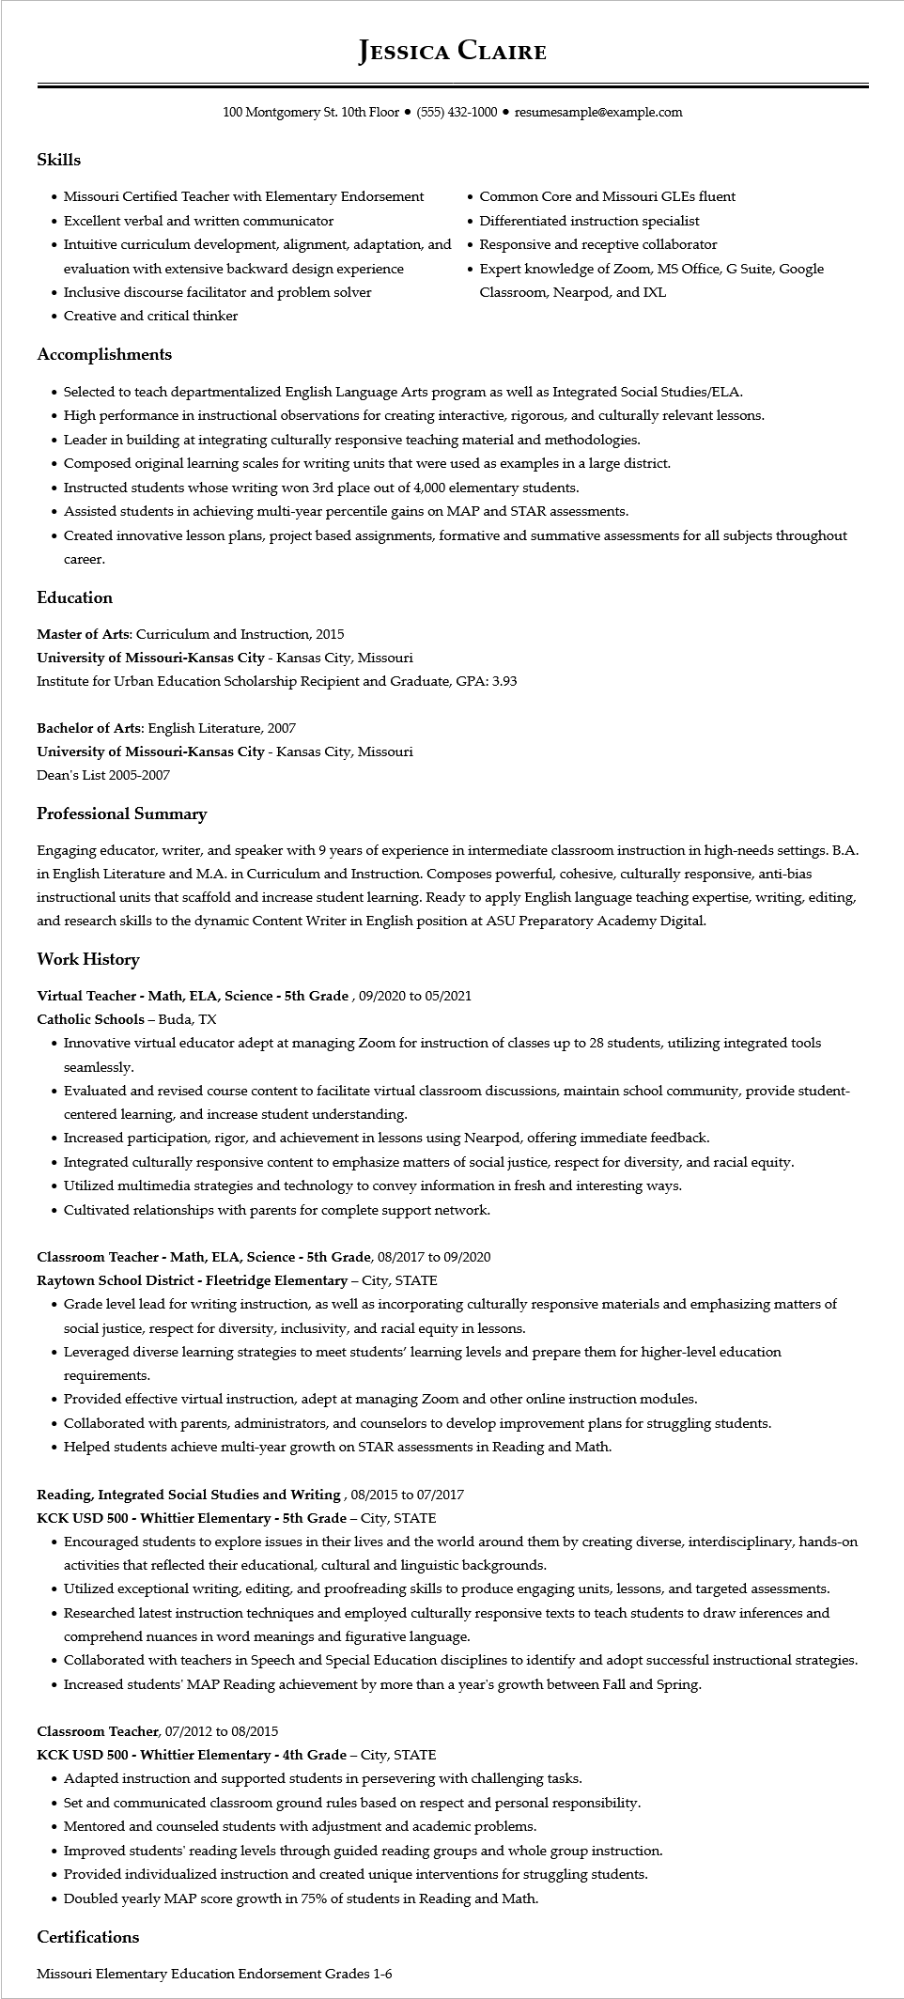 Jessica Claire
100 Montgomery St. 10th Floor ● (555) 432-1000 ● resumesample@example.com
Skills
• Missouri Certified Teacher with Elementary Endorsement
• Excellent verbal and written communicator
• Intuitive curriculum development, alignment, adaptation, and
evaluation with extensive backward design experience
• Inclusive discourse facilitator and problem solver
• Creative and critical thinker
• Common Core and Missouri GLEs fluent
• Differentiated instruction specialist
• Responsive and receptive collaborator
• Expert knowledge of Zoom, MS Office, G Suite, Google
Classroom, Nearpod, and IXL
Accomplishments
• Selected to teach departmentalized English Language Arts program as well as Integrated Social Studies/ELA.
• High performance in instructional observations for creating interactive, rigorous, and culturally relevant lessons.
• Leader in building at integrating culturally responsive teaching material and methodologies.
• Composed original learning scales for writing units that were used as examples in a large district.
• Instructed students whose writing won 3rd place out of 4,000 elementary students.
• Assisted students in achieving multi-year percentile gains on MAP and STAR assessments.
• Created innovative lesson plans, project based assignments, formative and summative assessments for all subjects throughout
career.
Education
Master of Arts: Curriculum and Instruction, 2015
University of Missouri-Kansas City - Kansas City, Missouri
Institute for Urban Education Scholarship Recipient and Graduate, GPA: 3.93
Bachelor of Arts: English Literature, 2007
University of Missouri-Kansas City - Kansas City, Missouri
Dean's List 2005-2007
Professional Summary
Engaging educator, writer, and speaker with 9 years of experience in intermediate classroom instruction in high-needs settings. B.A.
in English Literature and M.A. in Curriculum and Instruction. Composes powerful, cohesive, culturally responsive, anti-bias
instructional units that scaffold and increase student learning. Ready to apply English language teaching expertise, writing, editing,
and research skills to the dynamic Content Writer in English position at ASU Preparatory Academy Digital.
Work History
Virtual Teacher - Math, ELA, Science - 5th Grade , 09/2020 to 05/2021
Catholic Schools – Buda, TX
• Innovative virtual educator adept at managing Zoom for instruction of classes up to 28 students, utilizing integrated tools
seamlessly.
• Evaluated and revised course content to facilitate virtual classroom discussions, maintain school community, provide student-
centered learning, and increase student understanding.
• Increased participation, rigor, and achievement in lessons using Nearpod, offering immediate feedback.
• Integrated culturally responsive content to emphasize matters of social justice, respect for diversity, and racial equity.
• Utilized multimedia strategies and technology to convey information in fresh and interesting ways.
• Cultivated relationships with parents for complete support network.
Classroom Teacher - Math, ELA, Science - 5th Grade, 08/2017 to 09/2020
Raytown School District - Fleetridge Elementary – City, STATE
• Grade level lead for writing instruction, as well as incorporating culturally responsive materials and emphasizing matters of
social justice, respect for diversity, inclusivity, and racial equity in lessons.
• Leveraged diverse learning strategies to meet students’ learning levels and prepare them for higher-level education
requirements.
• Provided effective virtual instruction, adept at managing Zoom and other online instruction modules.
• Collaborated with parents, administrators, and counselors to develop improvement plans for struggling students.
• Helped students achieve multi-year growth on STAR assessments in Reading and Math.
Reading, Integrated Social Studies and Writing , 08/2015 to 07/2017
KCK USD 500 - Whittier Elementary - 5th Grade – City, STATE
• Encouraged students to explore issues in their lives and the world around them by creating diverse, interdisciplinary, hands-on
activities that reflected their educational, cultural and linguistic backgrounds.
• Utilized exceptional writing, editing, and proofreading skills to produce engaging units, lessons, and targeted assessments.
• Researched latest instruction techniques and employed culturally responsive texts to teach students to draw inferences and
comprehend nuances in word meanings and figurative language.
• Collaborated with teachers in Speech and Special Education disciplines to identify and adopt successful instructional strategies.
• Increased students' MAP Reading achievement by more than a year's growth between Fall and Spring.
Classroom Teacher, 07/2012 to 08/2015
KCK USD 500 - Whittier Elementary - 4th Grade – City, STATE
• Adapted instruction and supported students in persevering with challenging tasks.
• Set and communicated classroom ground rules based on respect and personal responsibility.
• Mentored and counseled students with adjustment and academic problems.
• Improved students' reading levels through guided reading groups and whole group instruction.
• Provided individualized instruction and created unique interventions for struggling students.
• Doubled yearly MAP score growth in 75% of students in Reading and Math.
Certifications
Missouri Elementary Education Endorsement Grades 1-6